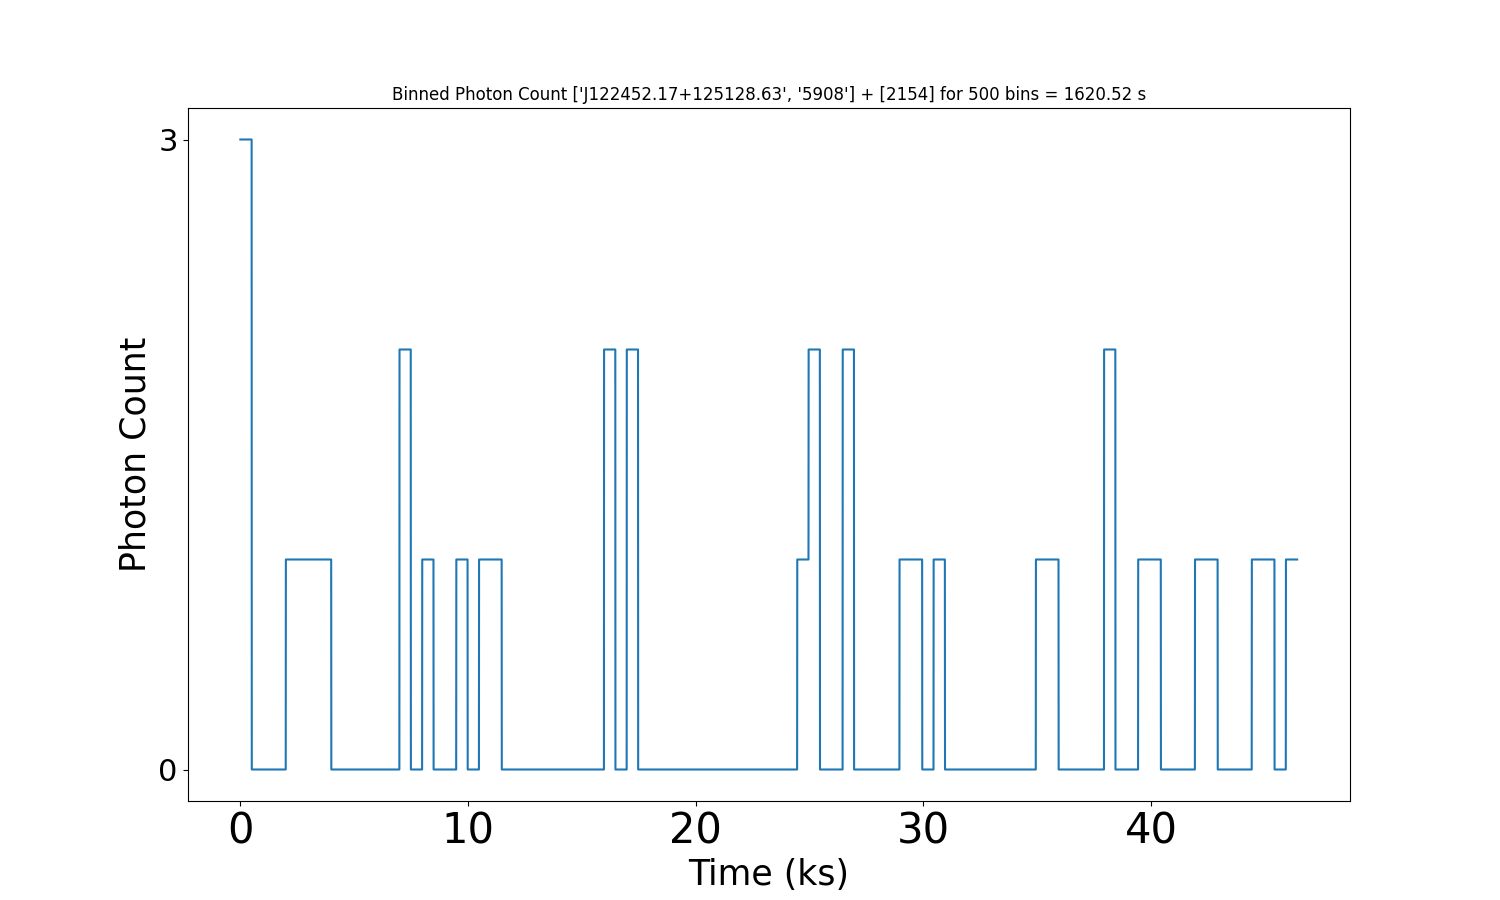 Binned Photon Count ['J122452.17+125128.63', '5908'] + [2154] for 500 bins = 1620.52 s
3
0
Photon Count
0 10 20 30 40
Time (ks)